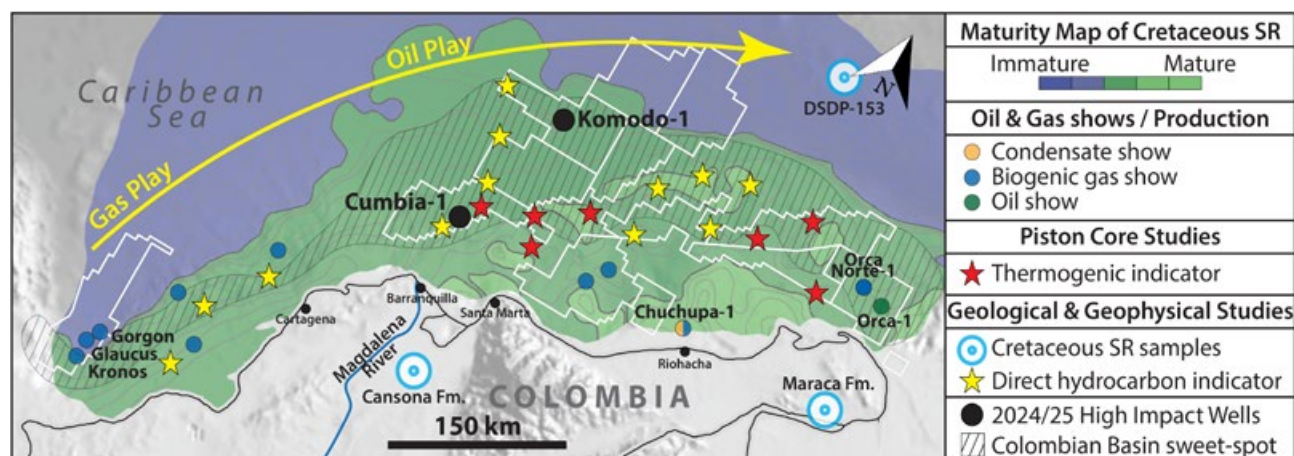 Caribbean
Sea
Gas Play
Oil Play
Komodo-1
DSDP-153
N
Cumbia-1
Gorgon
Glaucus
Kronos
Cartagena
Barranquilla
Santa Marta
Magdalena
River
Cansona Fm.
Chuchupa-1
Riohacha
COLOMBIA
Orca
Norte-1
Orca-1
Maraca Fm.
150 km
Maturity Map of Cretaceous SR
Immature Mature
Oil & Gas shows / Production
Condensate show
Biogenic gas show
Oil show
Piston Core Studies
Thermogenic indicator
Geological & Geophysical Studies
Cretaceous SR samples
Direct hydrocarbon indicator
2024/25 High Impact Wells
Colombian Basin sweet-spot